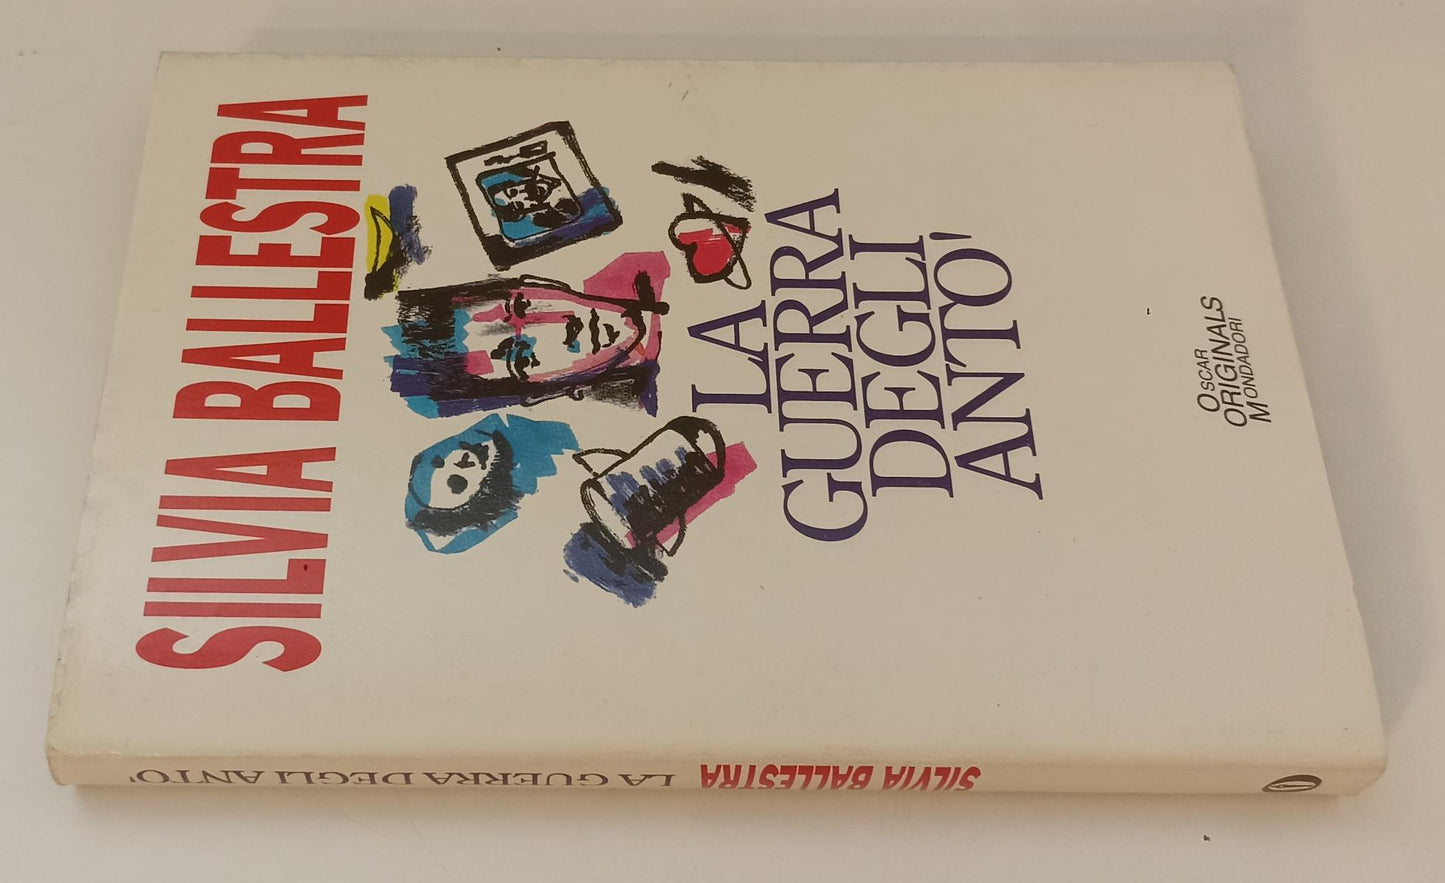 SILVIA BALLESTRA
LA
GUERRA
DEGLI
ANTO'
OSCAR
ORIGINALS
MONDADORI
SILVIA BALLESTRA LA GUERRA DEGLI ANTO'